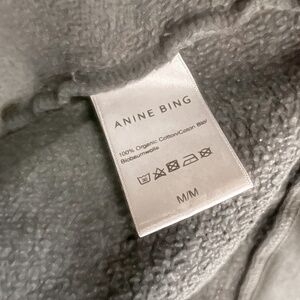 ANINE BING
100% Organic Cotton/Coton Bio/
Biobaumwolle
M/M